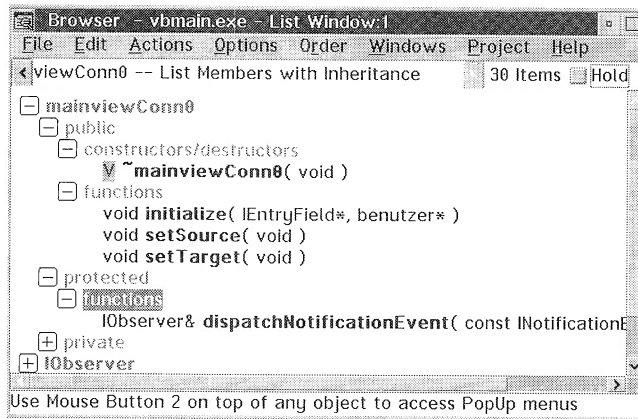 Browser - vbmain.exe - List Window:1
File Edit Actions Options Order Windows Project Help
viewConn0 -- List Members with Inheritance 30 Items Hold
mainviewConn0
public
constructors/destructors
V ~mainviewConn0( void )
functions
void initialize( IEntryField*, benutzer* )
void setSource( void )
void setTarget( void )
protected
functions
IObserver& dispatchNotificationEvent( const INotificationE
private
IObserver
Use Mouse Button 2 on top of any object to access PopUp menus